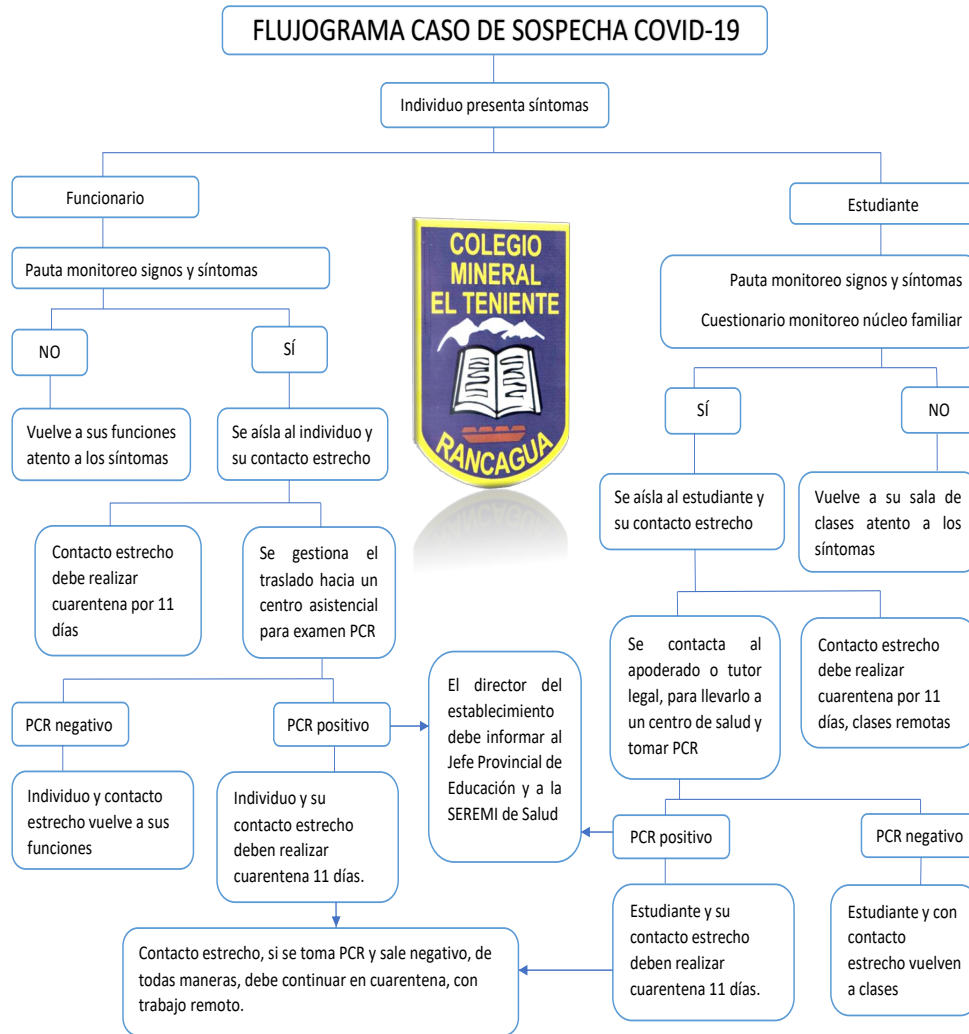 FLUJOGRAMA CASO DE SOSPECHA COVID-19
Individuo presenta síntomas
Funcionario
Estudiante
Pauta monitoreo signos y síntomas
Pauta monitoreo signos y síntomas
Cuestionario monitoreo núcleo familiar
COLEGIO
MINERAL
EL TENIENTE
RANCAGUA
NO
SÍ
SÍ
NO
Vuelve a sus funciones
atento a los síntomas
Se aísla al individuo y
su contacto estrecho
Se aísla al estudiante y
su contacto estrecho
Vuelve a su sala de
clases atento a los
síntomas
Contacto estrecho
debe realizar
cuarentena por 11
días
Se gestiona el
traslado hacia un
centro asistencial
para examen PCR
Se contacta al
apoderado o tutor
legal, para llevarlo a
un centro de salud y
tomar PCR
Contacto estrecho
debe realizar
cuarentena por 11
días, clases remotas
El director del
establecimiento
debe informar al
Jefe Provincial de
Educación y a la
SEREMI de Salud
PCR negativo
PCR positivo
PCR positivo
PCR negativo
Individuo y contacto
estrecho vuelve a sus
funciones
Individuo y su
contacto estrecho
deben realizar
cuarentena 11 días.
Estudiante y su
contacto estrecho
deben realizar
cuarentena 11 días.
Estudiante y con
contacto
estrecho vuelven
a clases
Contacto estrecho, si se toma PCR y sale negativo, de
todas maneras, debe continuar en cuarentena, con
trabajo remoto.